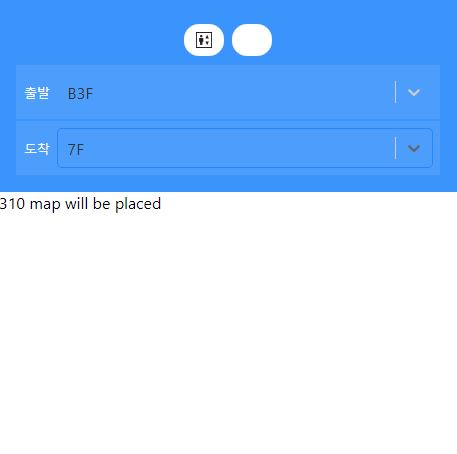 출발 B3F
도착 7F
310 map will be placed